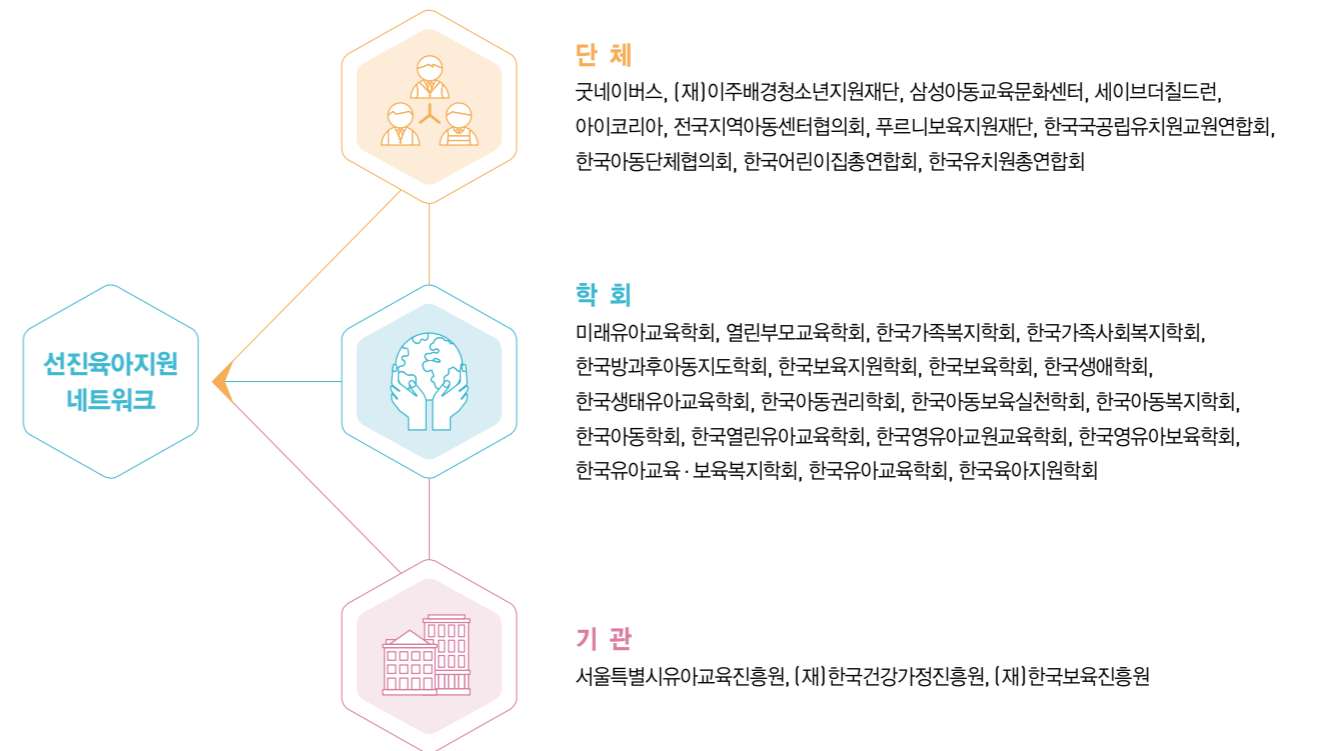 선진육아지원
네트워크
단 체
굿네이버스, (재)이주배경청소년지원재단, 삼성아동교육문화센터, 세이브더칠드런,
아이코리아, 전국지역아동센터협의회, 푸르니보육지원재단, 한국국공립유치원교원연합회,
한국아동단체협의회, 한국어린이집총연합회, 한국유치원총연합회
학 회
미래유아교육학회, 열린부모교육학회, 한국가족복지학회, 한국가족사회복지학회,
한국방과후아동지도학회, 한국보육지원학회, 한국보육학회, 한국생애학회,
한국생태유아교육학회, 한국아동권리학회, 한국아동보육실천학회, 한국아동복지학회,
한국아동학회, 한국열린유아교육학회, 한국영유아교원교육학회, 한국영유아보육학회,
한국유아교육·보육복지학회, 한국유아교육학회, 한국육아지원학회
기 관
서울특별시유아교육진흥원, (재)한국건강가정진흥원, (재)한국보육진흥원